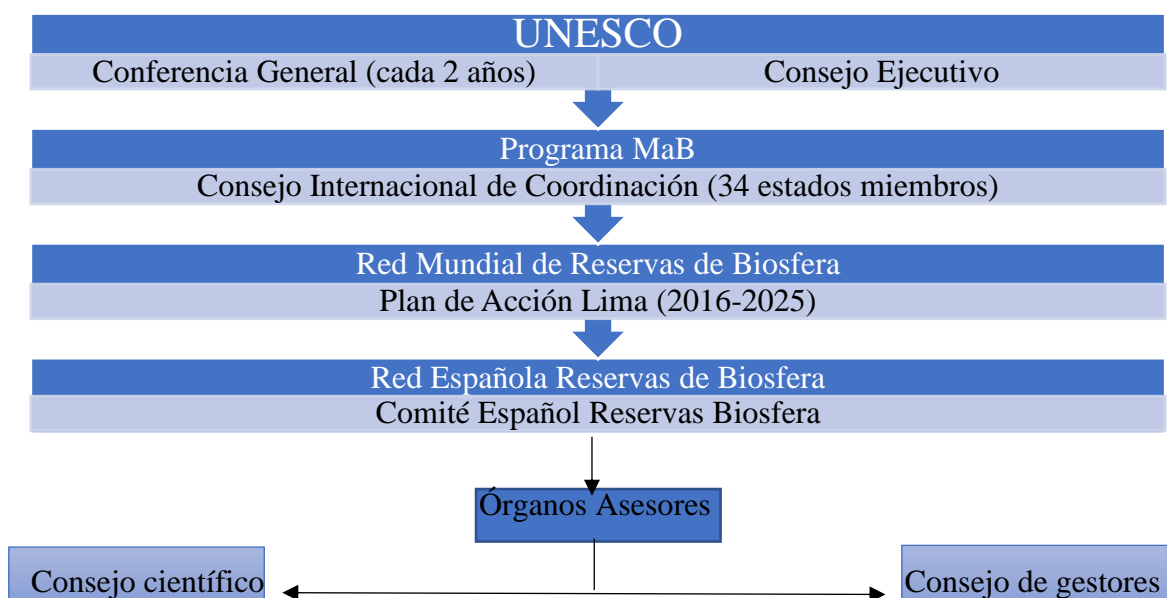 UNESCO
Conferencia General (cada 2 años)
Consejo Ejecutivo
Programa MaB
Consejo Internacional de Coordinación (34 estados miembros)
Red Mundial de Reservas de Biosfera
Plan de Acción Lima (2016-2025)
Red Española Reservas de Biosfera
Comité Español Reservas Biosfera
Órganos Asesores
Consejo científico
Consejo de gestores